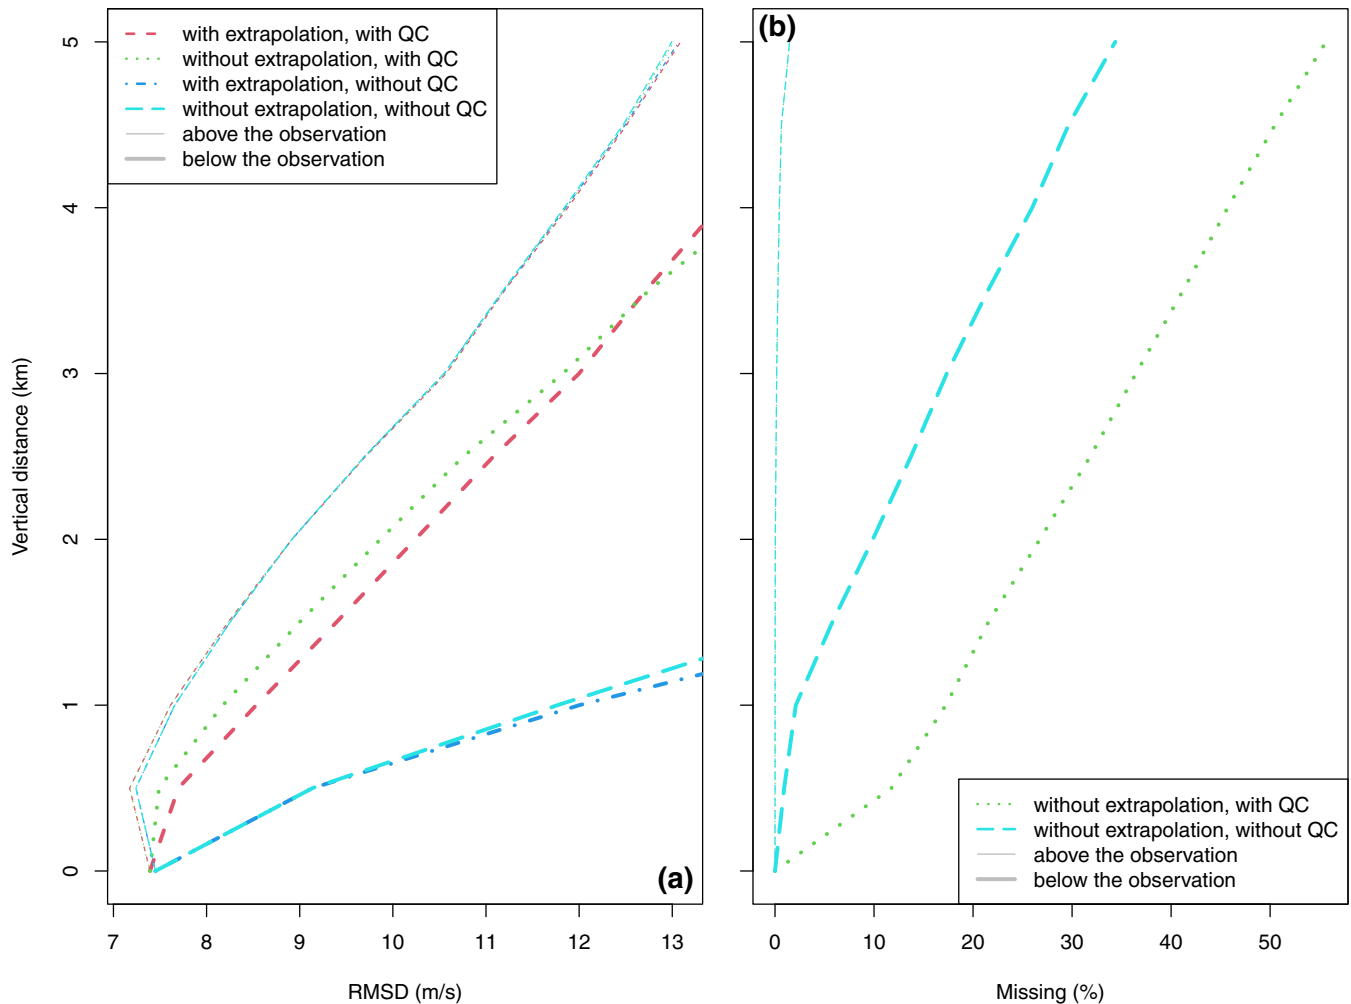 with extrapolation, with QC
without extrapolation, with QC
with extrapolation, without QC
without extrapolation, without QC
above the observation
below the observation
(a)
Vertical distance (km)
5
4
3
2
1
0
7 8 9 10 11 12 13
RMSD (m/s)
(b)
without extrapolation, with QC
without extrapolation, without QC
above the observation
below the observation
0 10 20 30 40 50
Missing (%)